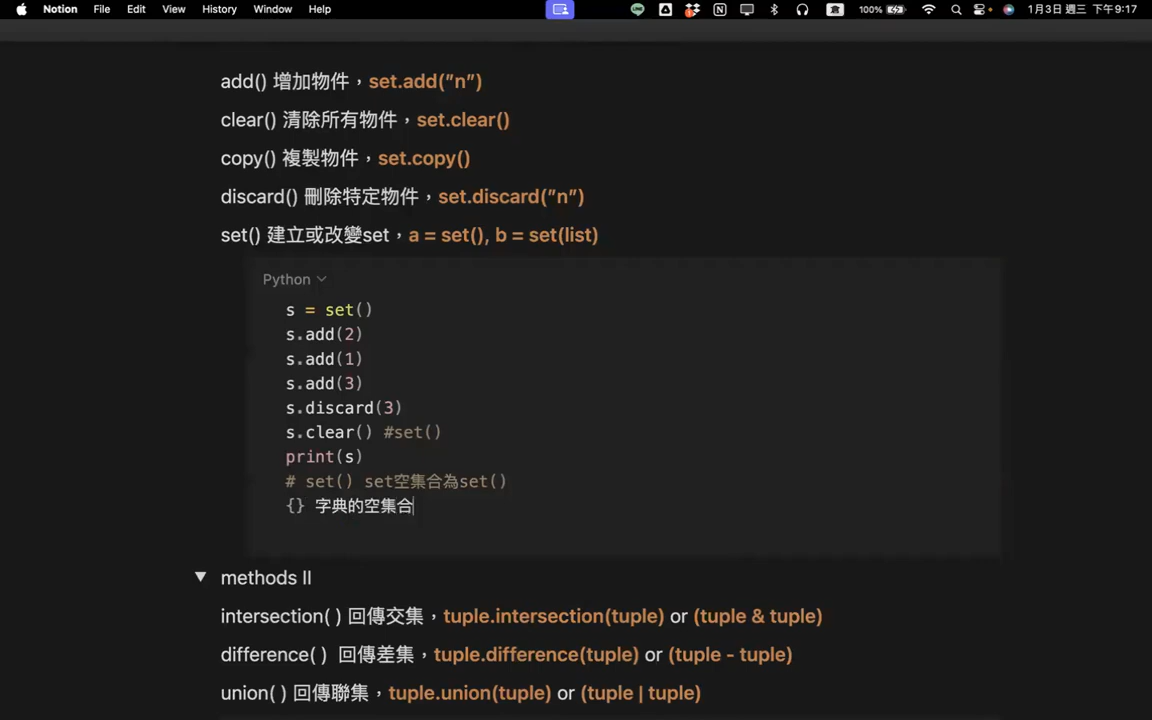 Notion File Edit View History Window Help 100% 1月3日 週三 下午9:17
add() 增加物件，set.add("n")
clear() 清除所有物件，set.clear()
copy() 複製物件，set.copy()
discard() 刪除特定物件，set.discard("n")
set() 建立或改變set，a = set(), b = set(list)
Python
s = set()
s.add(2)
s.add(1)
s.add(3)
s.discard(3)
s.clear() #set()
print(s)
# set() set空集合為set()
{} 字典的空集合
methods II
intersection( ) 回傳交集，tuple.intersection(tuple) or (tuple & tuple)
difference( ) 回傳差集，tuple.difference(tuple) or (tuple - tuple)
union( ) 回傳聯集，tuple.union(tuple) or (tuple | tuple)